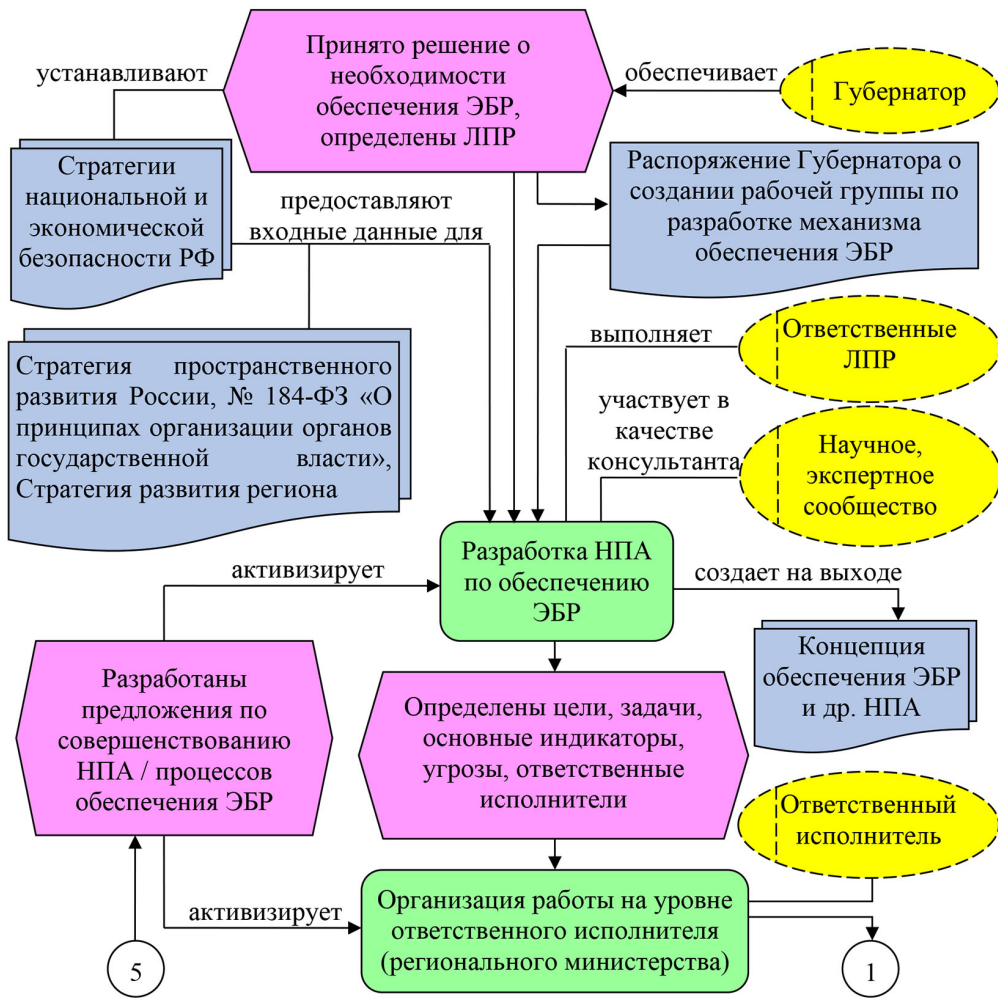 Принято решение о
необходимости
обеспечения ЭБР,
определены ЛПР
устанавливают
обеспечивает
Губернатор
Стратегии
национальной и
экономической
безопасности РФ
предоставляют
входные данные для
Распоряжение Губернатора о
создании рабочей группы по
разработке механизма
обеспечения ЭБР
выполняет
Ответственные
ЛПР
Стратегия пространственного
развития России, № 184-ФЗ «О
принципах организации органов
государственной власти»,
Стратегия развития региона
участвует в
качестве
консультанта
Научное,
экспертное
сообщество
активизирует
Разработка НПА
по обеспечению
ЭБР
создает на выходе
Концепция
обеспечения ЭБР
и др. НПА
Разработаны
предложения по
совершенствованию
НПА / процессов
обеспечения ЭБР
Определены цели, задачи,
основные индикаторы,
угрозы, ответственные
исполнители
Ответственный
исполнитель
активизирует
Организация работы на уровне
ответственного исполнителя
(регионального министерства)
5
1